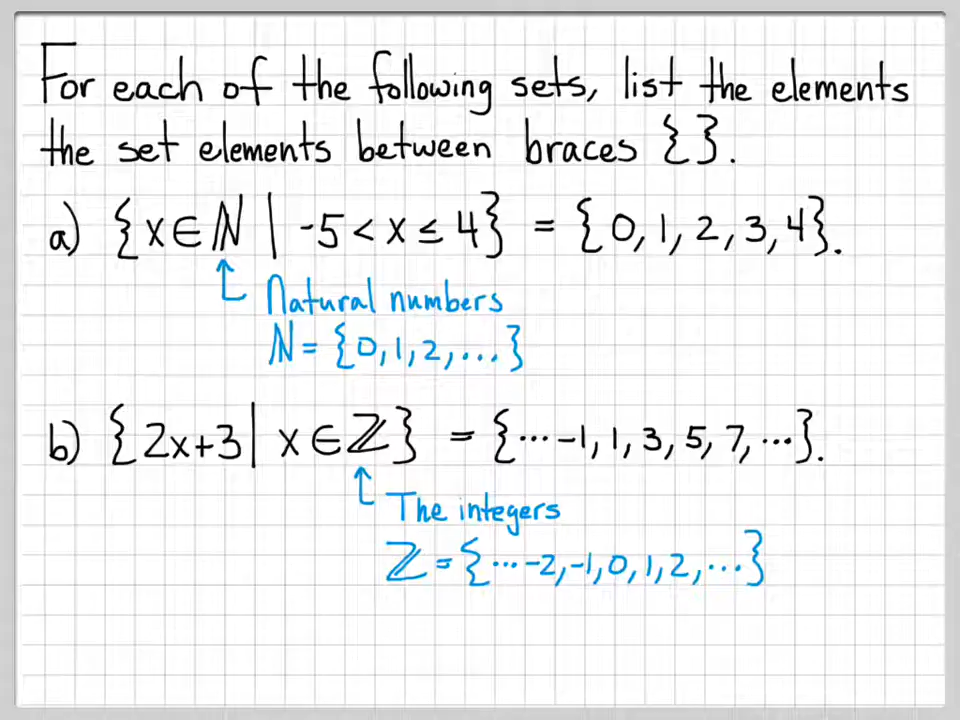 For each of the following sets, list the elements
the set elements between braces { }.
a) {x∈ℕ | -5 < x ≤ 4} = {0, 1, 2, 3, 4}.
Natural numbers
ℕ = {0, 1, 2, ...}
b) {2x+3 | x∈ℤ} = {... -1, 1, 3, 5, 7, ...}.
The integers
ℤ = {... -2, -1, 0, 1, 2, ...}